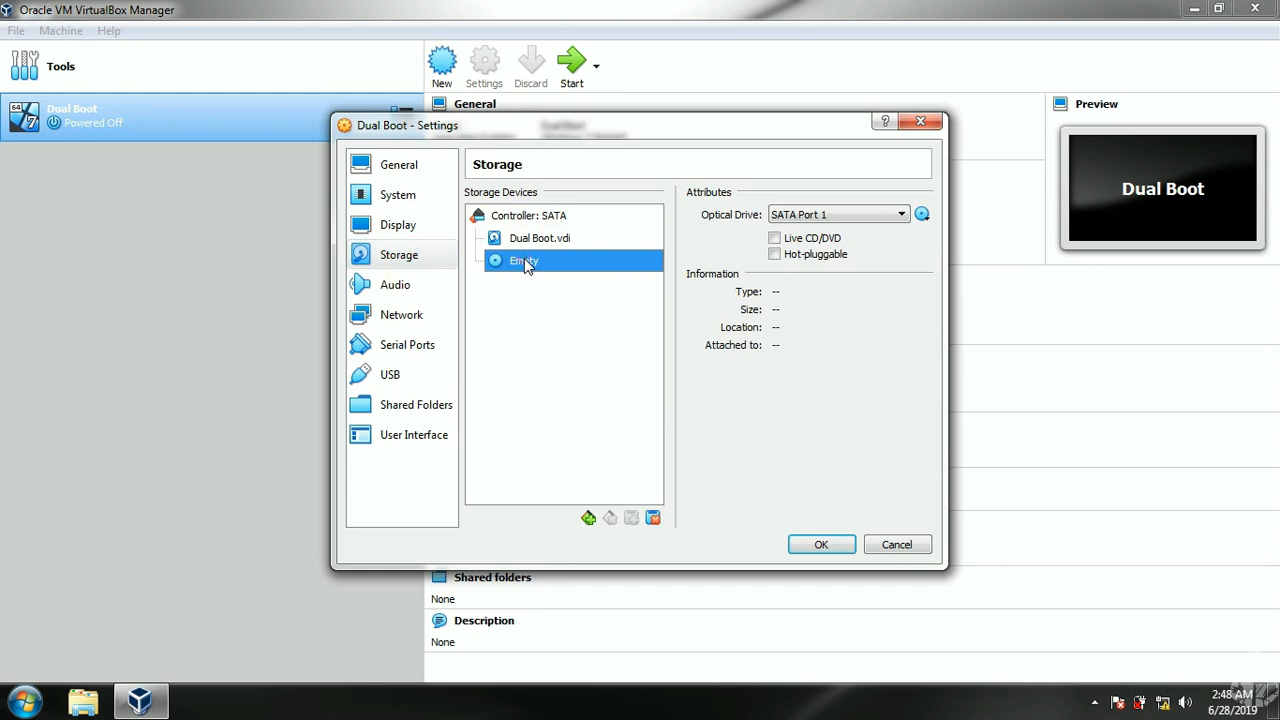 Oracle VM VirtualBox Manager
File Machine Help
Tools
New Settings Discard Start
Dual Boot
Powered Off
General
Preview
Dual Boot
Dual Boot - Settings
General
System
Display
Storage
Audio
Network
Serial Ports
USB
Shared Folders
User Interface
Storage
Storage Devices
Controller: SATA
Dual Boot.vdi
Empty
Attributes
Optical Drive: SATA Port 1
Live CD/DVD
Hot-pluggable
Information
Type: --
Size: --
Location: --
Attached to: --
OK Cancel
Shared folders
None
Description
None
2:48 AM
6/28/2019